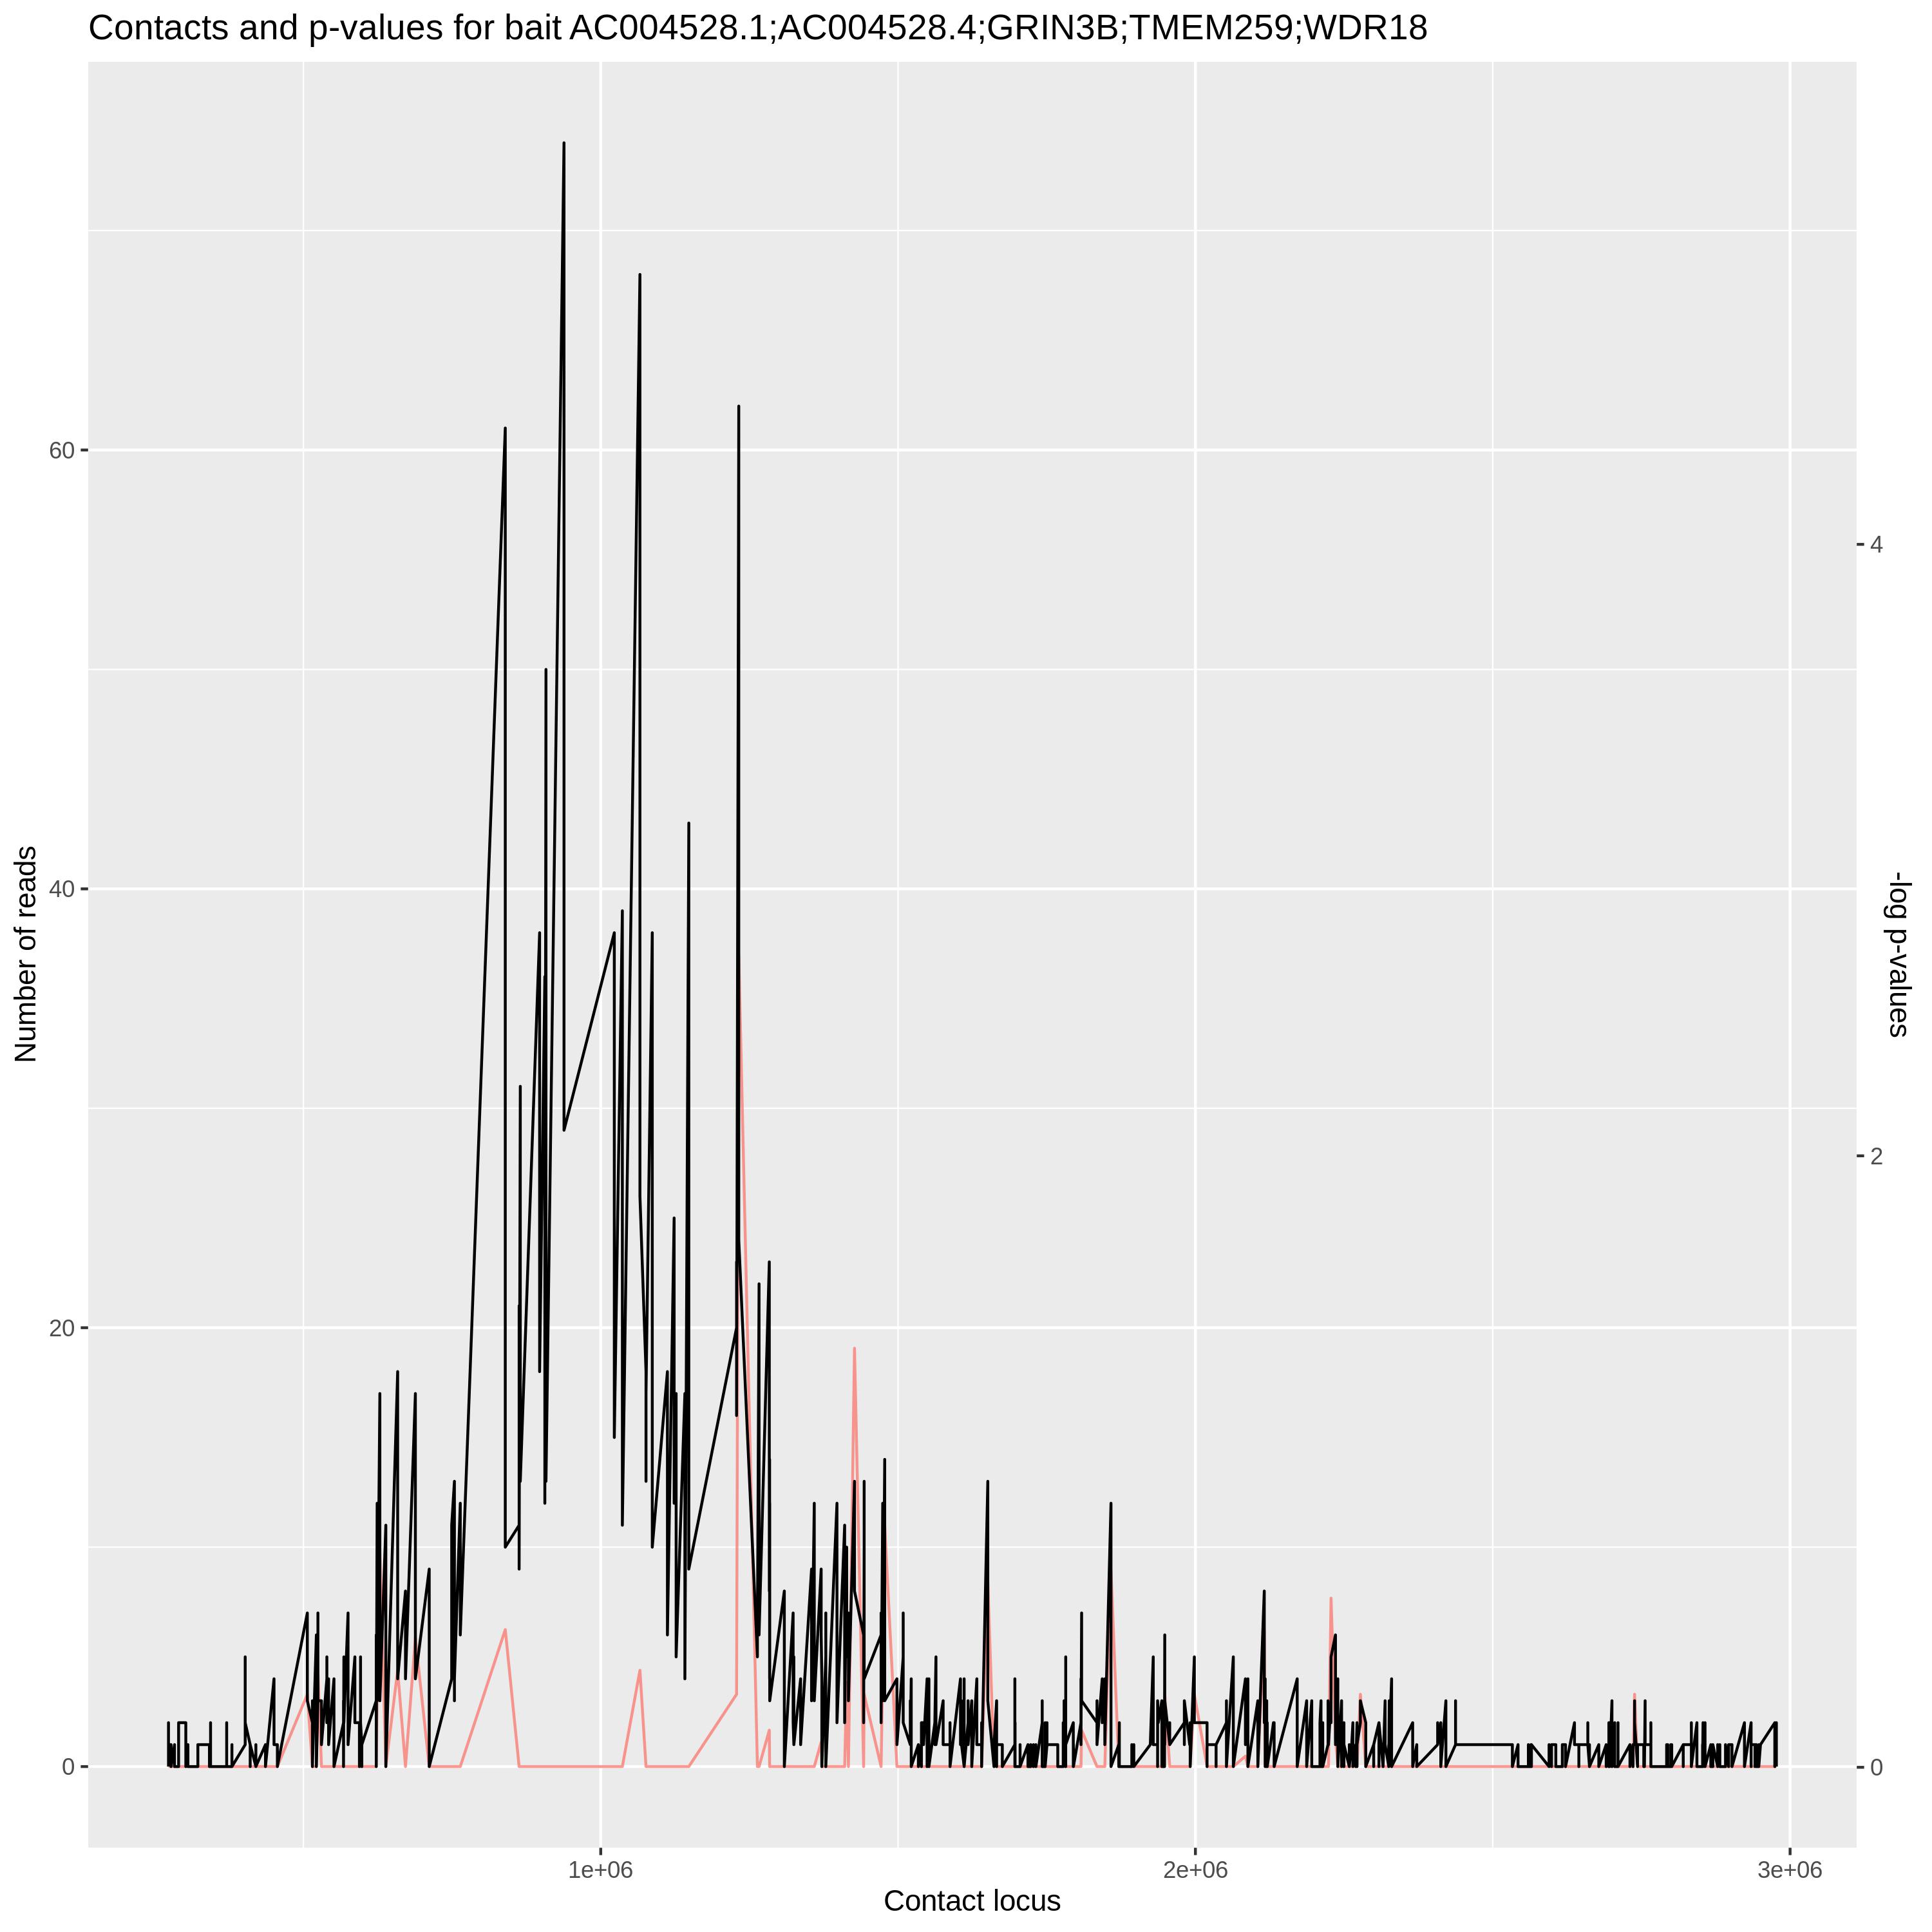 Contacts and p-values for bait AC004528.1;AC004528.4;GRIN3B;TMEM259;WDR18
60
40
20
0
Number of reads
4
2
0
-log p-values
1e+06
2e+06
3e+06
Contact locus